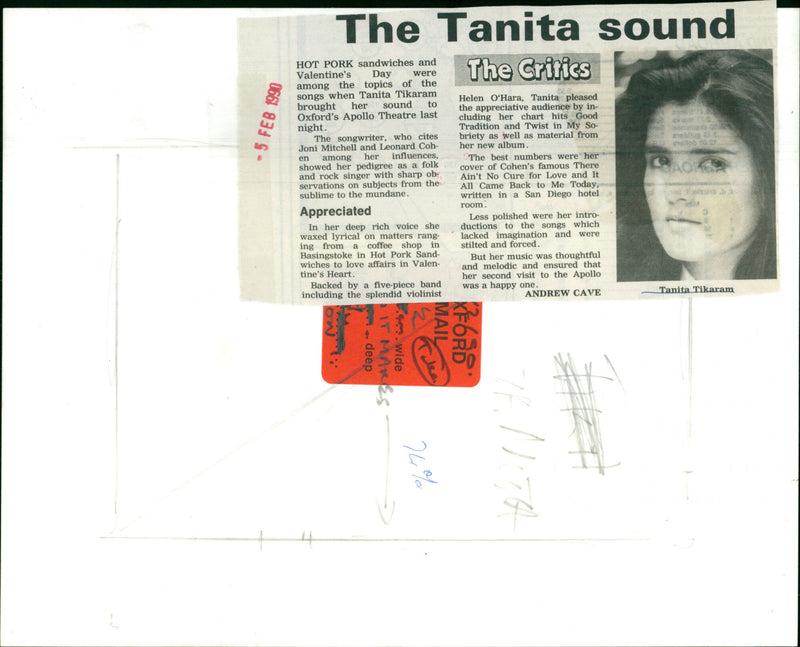 The Tanita sound
- 5 FEB 1990
HOT PORK sandwiches and
Valentine's Day were
among the topics of the
songs when Tanita Tikaram
brought her sound to
Oxford's Apollo Theatre last
night.
The songwriter, who cites
Joni Mitchell and Leonard Coh-
en among her influences,
showed her pedigree as a folk
and rock singer with sharp ob-
servations on subjects from the
sublime to the mundane.
Appreciated
In her deep rich voice she
waxed lyrical on matters rang-
ing from a coffee shop in
Basingstoke in Hot Pork Sand-
wiches to love affairs in Valen-
tine's Heart.
Backed by a five-piece band
including the splendid violinist
The Critics
Helen O'Hara, Tanita pleased
the appreciative audience by in-
cluding her chart hits Good
Tradition and Twist in My So-
briety as well as material from
her new album.
The best numbers were her
cover of Cohen's famous There
Ain't No Cure for Love and It
All Came Back to Me Today,
written in a San Diego hotel
room.
Less polished were her intro-
ductions to the songs which
lacked imagination and were
stilted and forced.
But her music was thoughtful
and melodic and ensured that
her second visit to the Apollo
was a happy one.
ANDREW CAVE
Tanita Tikaram
XFORD
MAIL
wide
deep
TANITA